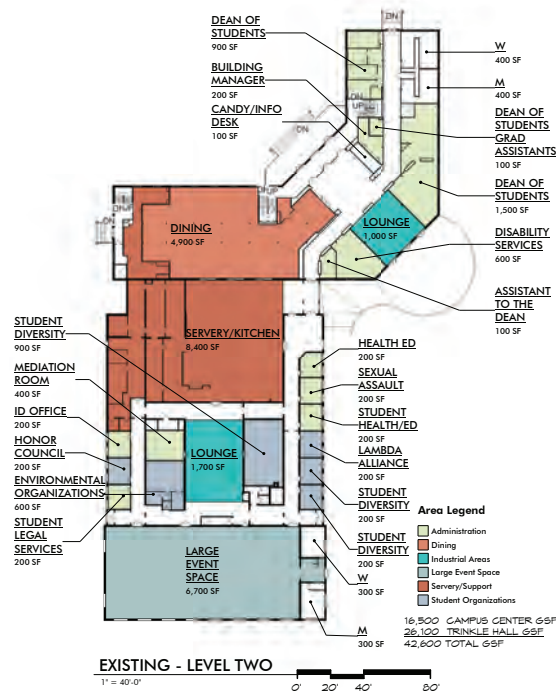 DN
DEAN OF
STUDENTS
900 SF
BUILDING
MANAGER
200 SF
CANDY/INFO
DESK
100 SF
W
400 SF
M
400 SF
DEAN OF
STUDENTS
GRAD
ASSISTANTS
100 SF
DEAN OF
STUDENTS
1,500 SF
DN
UP
DN
DN
DINING
4,900 SF
LOUNGE
1,000 SF
DISABILITY
SERVICES
600 SF
ASSISTANT
TO THE
DEAN
100 SF
SERVERY/KITCHEN
8,400 SF
STUDENT
DIVERSITY
900 SF
MEDIATION
ROOM
400 SF
ID OFFICE
200 SF
HONOR
COUNCIL
200 SF
ENVIRONMENTAL
ORGANIZATIONS
600 SF
STUDENT
LEGAL
SERVICES
200 SF
LOUNGE
1,700 SF
HEALTH ED
200 SF
SEXUAL
ASSAULT
200 SF
STUDENT
HEALTH/ED
200 SF
LAMBDA
ALLIANCE
200 SF
STUDENT
DIVERSITY
200 SF
STUDENT
DIVERSITY
200 SF
W
300 SF
M
300 SF
LARGE
EVENT
SPACE
6,700 SF
Area Legend
Administration
Dining
Industrial Areas
Large Event Space
Servery/Support
Student Organizations
16,500 CAMPUS CENTER GSF
26,100 TRINKLE HALL GSF
42,600 TOTAL GSF
EXISTING - LEVEL TWO
1" = 40'-0"
0' 20' 40' 80'